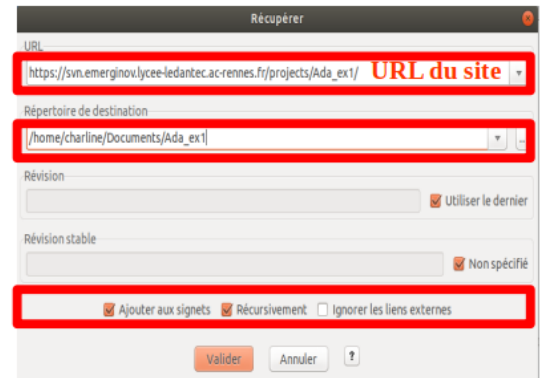 Récupérer
URL
https://svn.emerginov.lycee-ledantec.ac-rennes.fr/projects/Ada_ex1/ URL du site
Répertoire de destination
/home/charline/Documents/Ada_ex1
...
Révision
Utiliser le dernier
Révision stable
Non spécifié
Ajouter aux signets Récursivement Ignorer les liens externes
Valider Annuler ?